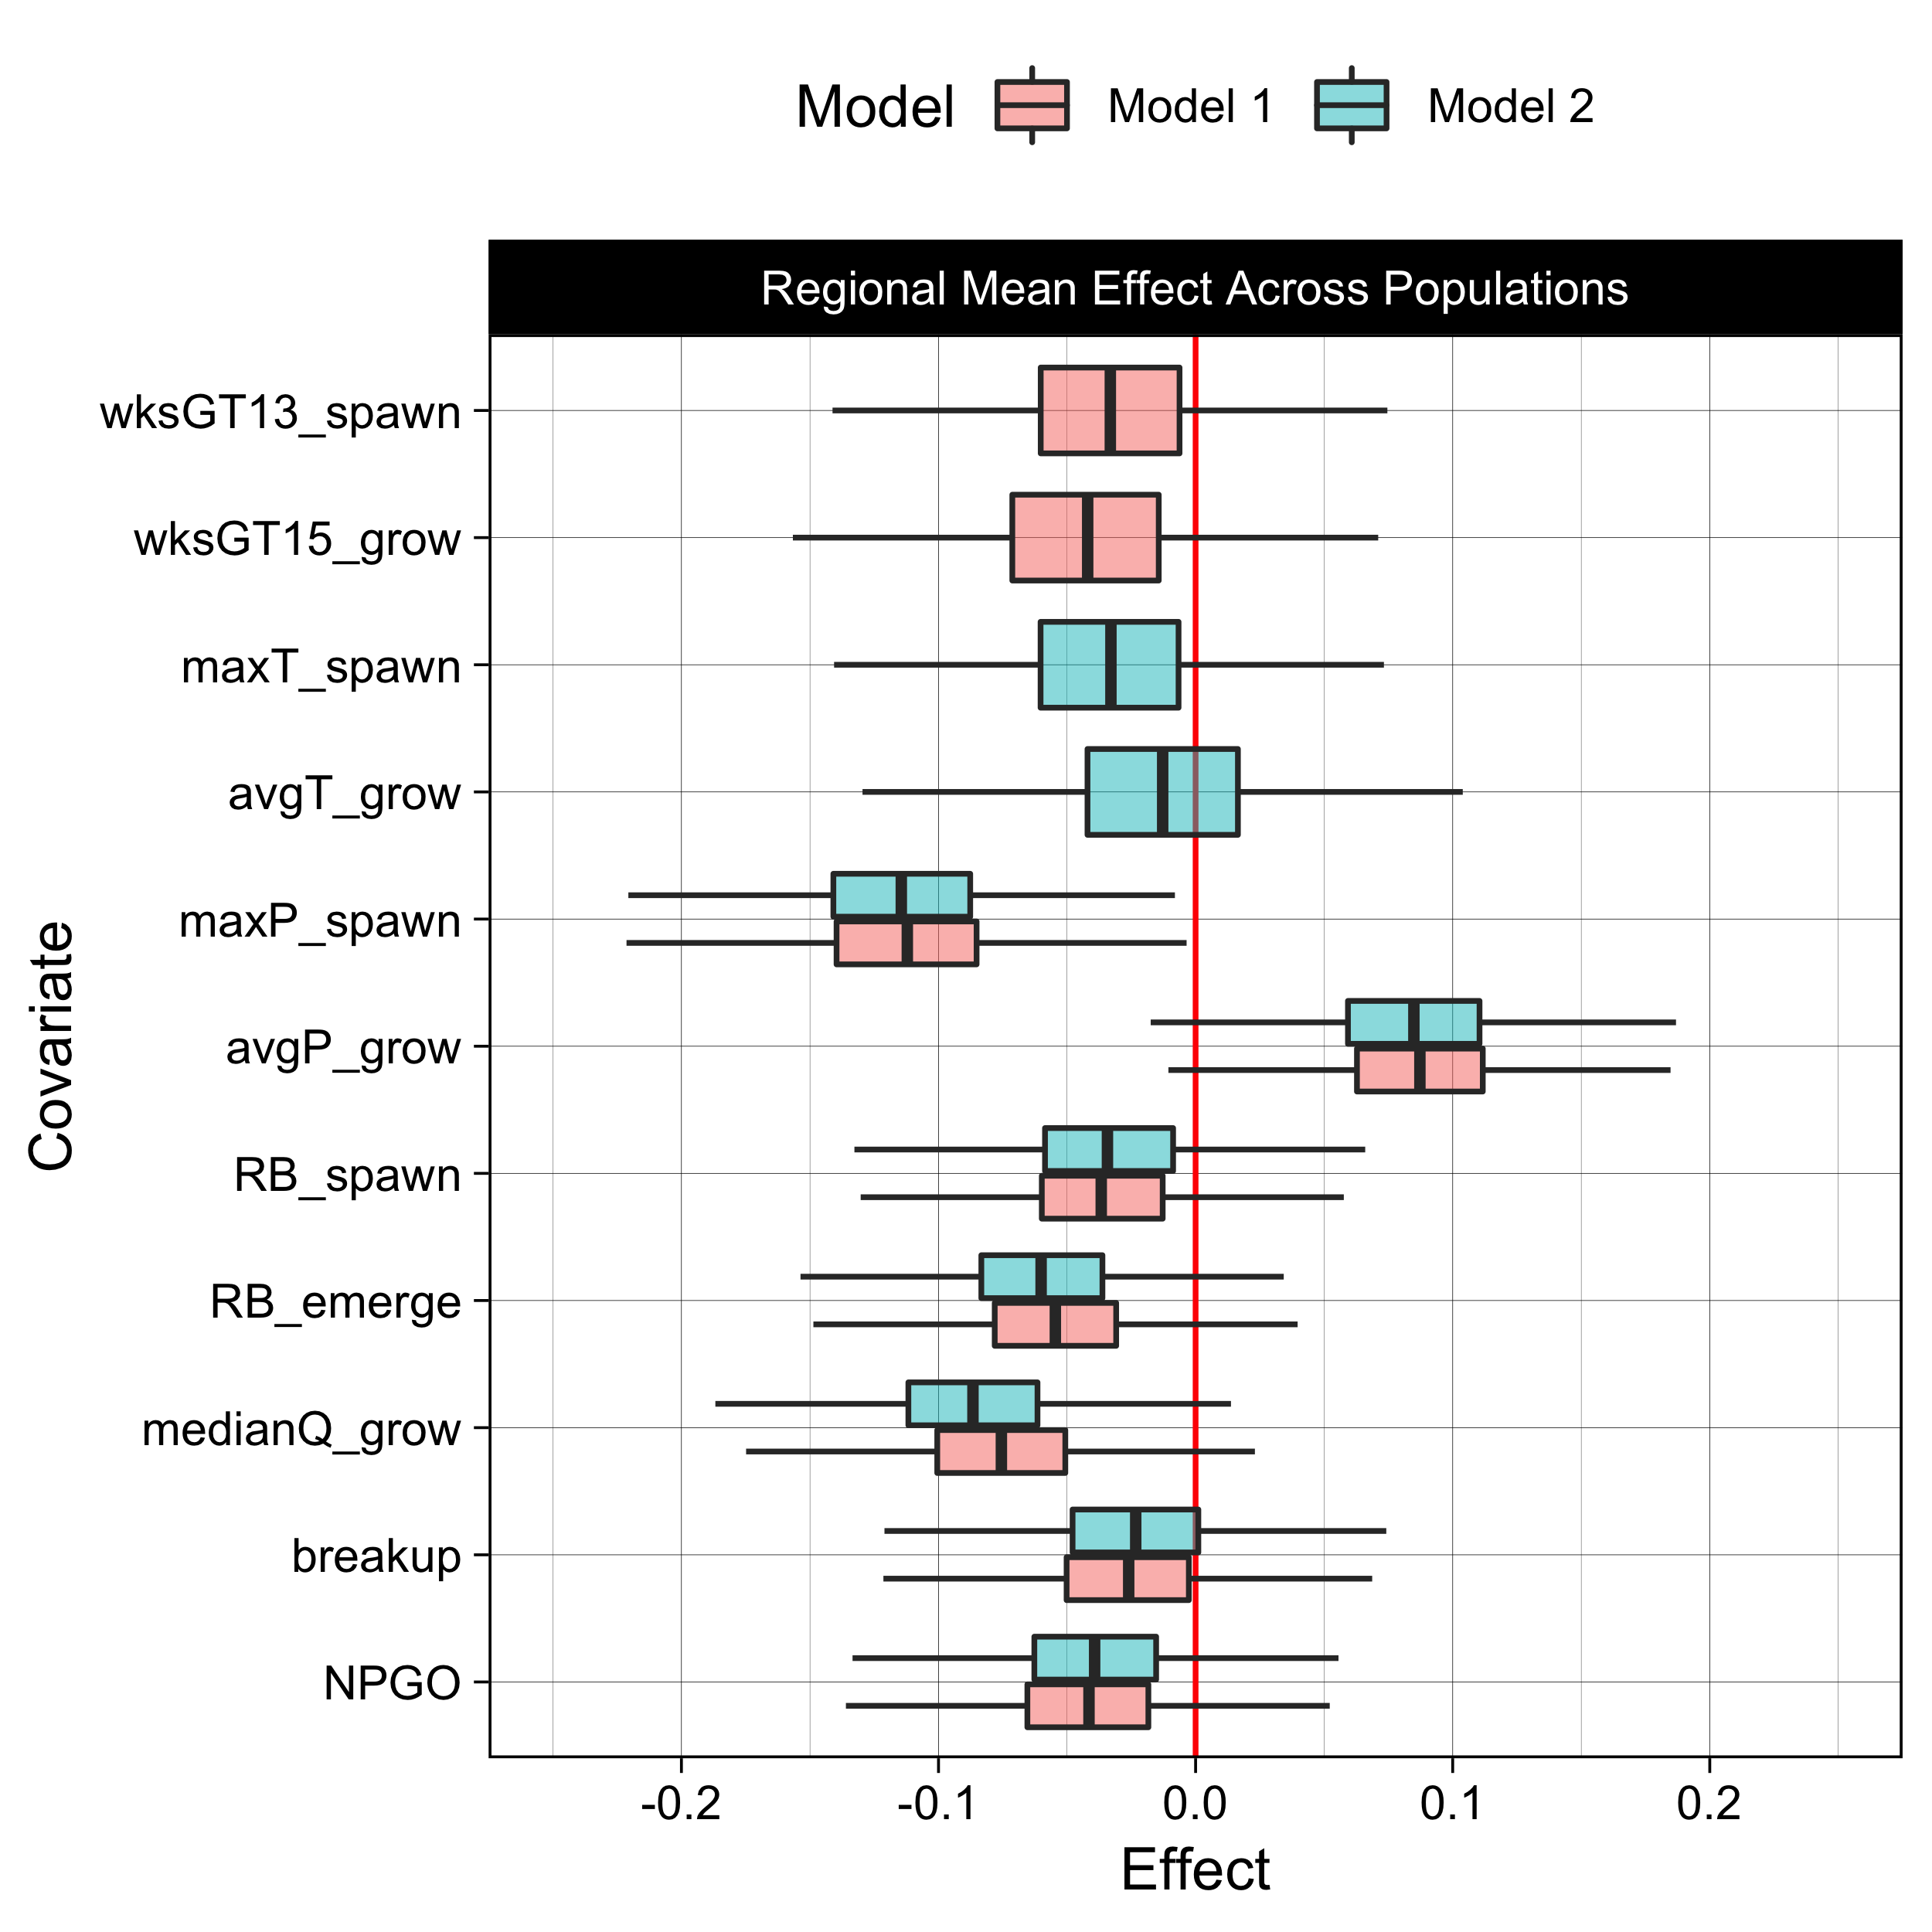 Model Model 1 Model 2
Regional Mean Effect Across Populations
Covariate
wksGT13_spawn
wksGT15_grow
maxT_spawn
avgT_grow
maxP_spawn
avgP_grow
RB_spawn
RB_emerge
medianQ_grow
breakup
NPGO
-0.2 -0.1 0.0 0.1 0.2
Effect